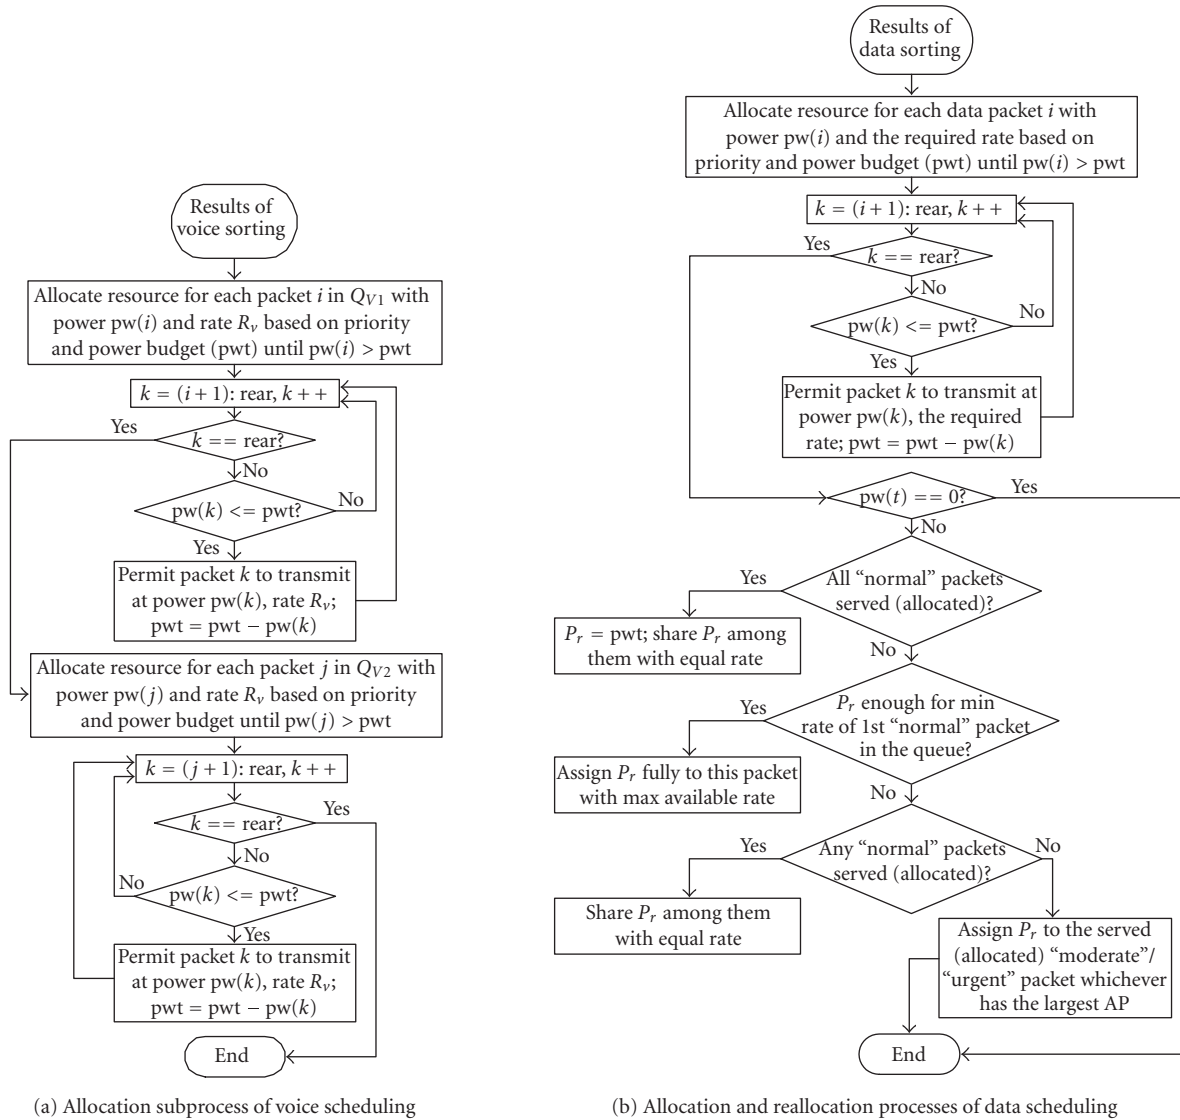 Results of
voice sorting
Allocate resource for each packet i in Q_{V1} with
power pw(i) and rate R_v based on priority
and power budget (pwt) until pw(i) > pwt
k = (i + 1): rear, k + +
k == rear?
Yes
No
pw(k) <= pwt?
No
Yes
Permit packet k to transmit
at power pw(k), rate R_v;
pwt = pwt − pw(k)
Allocate resource for each packet j in Q_{V2} with
power pw(j) and rate R_v based on priority
and power budget until pw(j) > pwt
k = (j + 1): rear, k + +
k == rear?
Yes
No
pw(k) <= pwt?
No
Yes
Permit packet k to transmit
at power pw(k), rate R_v;
pwt = pwt − pw(k)
End
(a) Allocation subprocess of voice scheduling
Results of
data sorting
Allocate resource for each data packet i with
power pw(i) and the required rate based on
priority and power budget (pwt) until pw(i) > pwt
k = (i + 1): rear, k + +
Yes
k == rear?
No
pw(k) <= pwt?
No
Yes
Permit packet k to transmit at
power pw(k), the required
rate; pwt = pwt − pw(k)
pw(t) == 0?
Yes
No
All “normal” packets
served (allocated)?
Yes
P_r = pwt; share P_r among
them with equal rate
No
P_r enough for min
rate of 1st “normal” packet
in the queue?
Yes
Assign P_r fully to this packet
with max available rate
No
Any “normal” packets
served (allocated)?
Yes
No
Share P_r among them
with equal rate
Assign P_r to the served
(allocated) “moderate”/
“urgent” packet whichever
has the largest AP
End
(b) Allocation and reallocation processes of data scheduling